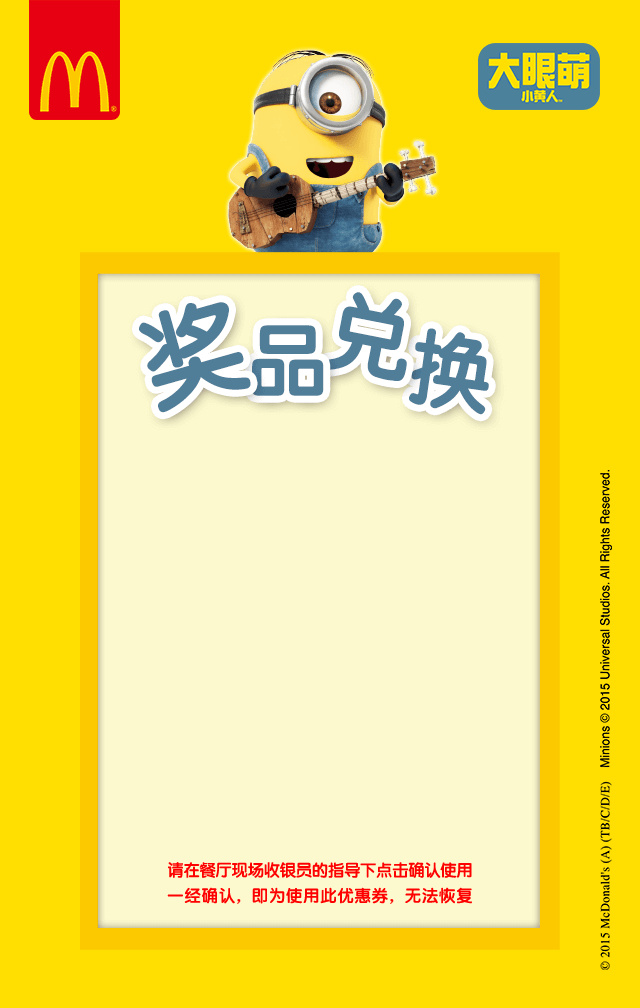 大眼萌
小黄人™
奖品兑换
请在餐厅现场收银员的指导下点击确认使用
一经确认，即为使用此优惠券，无法恢复
© 2015 McDonald's (A) (TB/C/D/E) Minions © 2015 Universal Studios. All Rights Reserved.